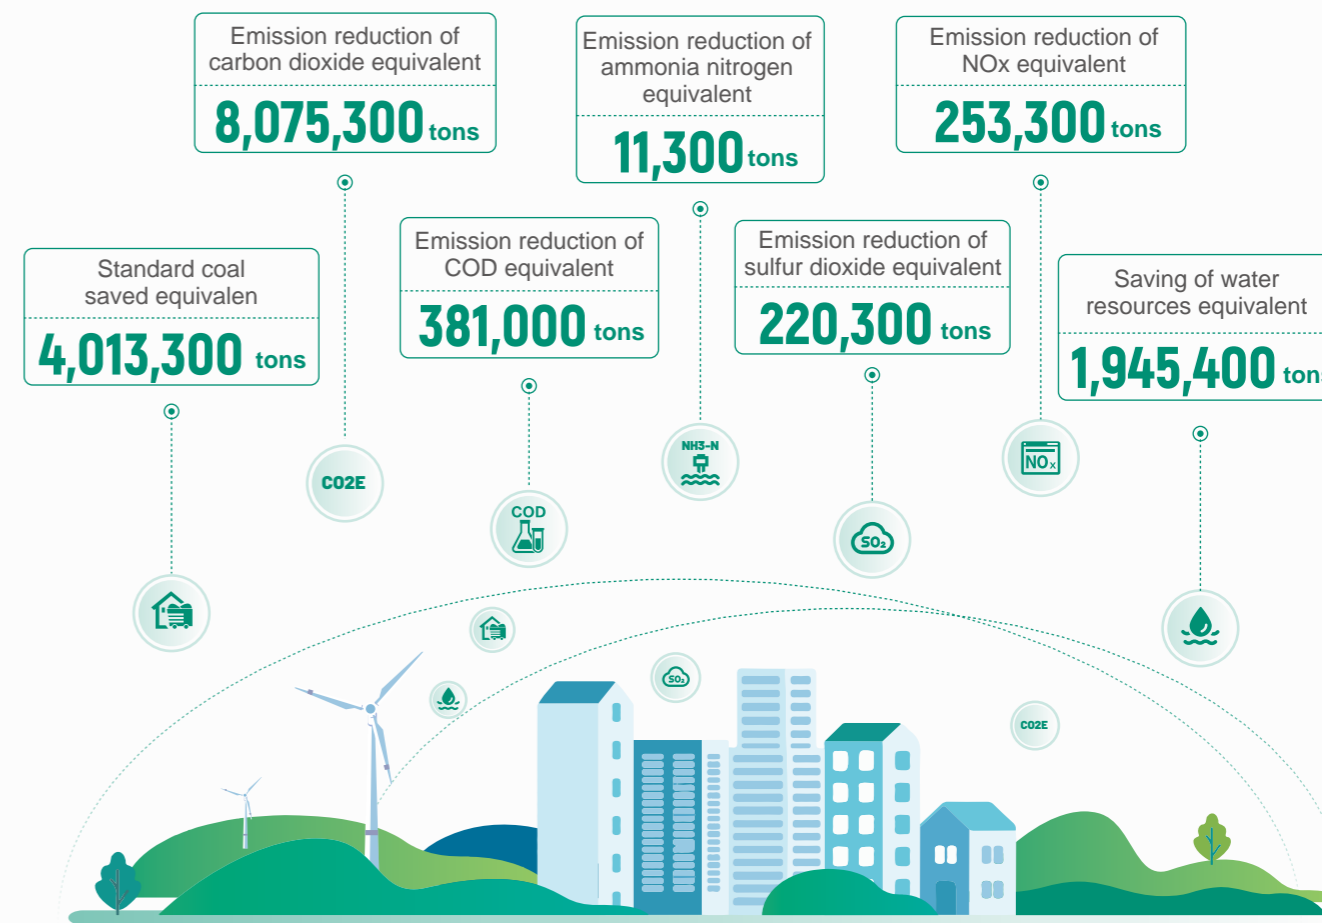 Emission reduction of
carbon dioxide equivalent
8,075,300 tons
Emission reduction of
ammonia nitrogen
equivalent
11,300 tons
Emission reduction of
NOx equivalent
253,300 tons
Standard coal
saved equivalen
4,013,300 tons
Emission reduction of
COD equivalent
381,000 tons
Emission reduction of
sulfur dioxide equivalent
220,300 tons
Saving of water
resources equivalent
1,945,400 tons
CO2E
COD
NH3-N
SO₂
NOx
SO₂
CO2E